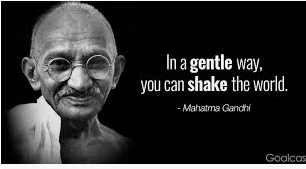 In a gentle way,
you can shake the world.
- Mahatma Gandhi
Goalcas